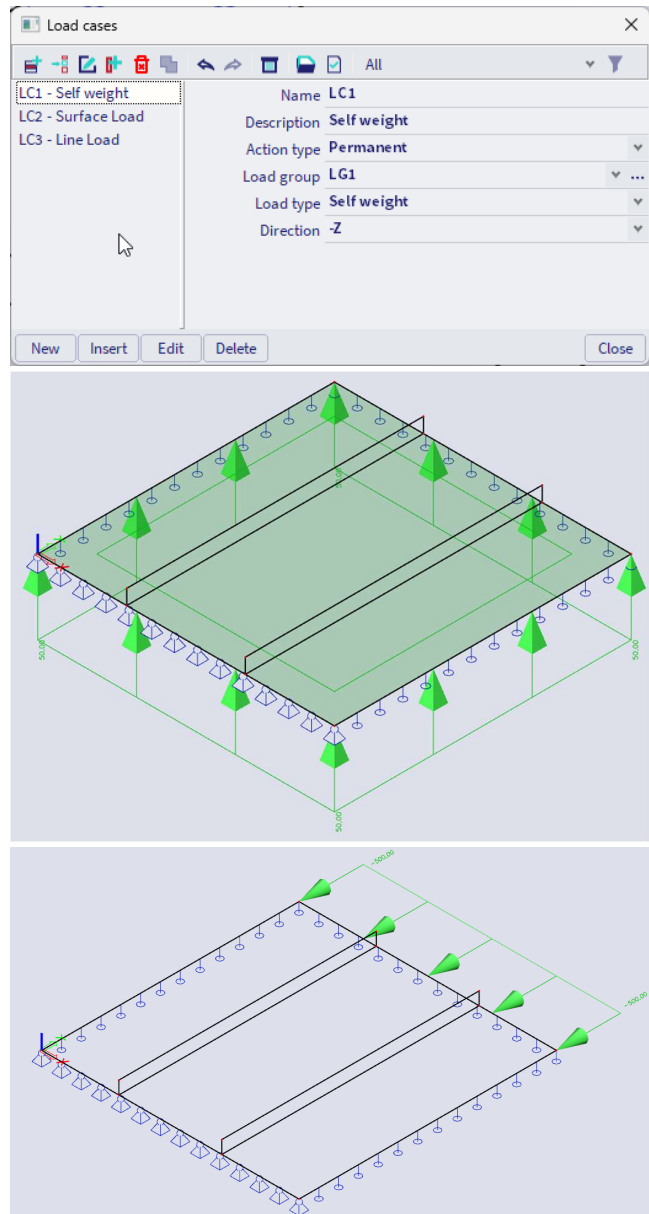 Load cases
All
LC1 - Self weight
LC2 - Surface Load
LC3 - Line Load
Name LC1
Description Self weight
Action type Permanent
Load group LG1
Load type Self weight
Direction -Z
New Insert Edit Delete Close
50.00
50.00
50.00
50.00
-500.00
-500.00